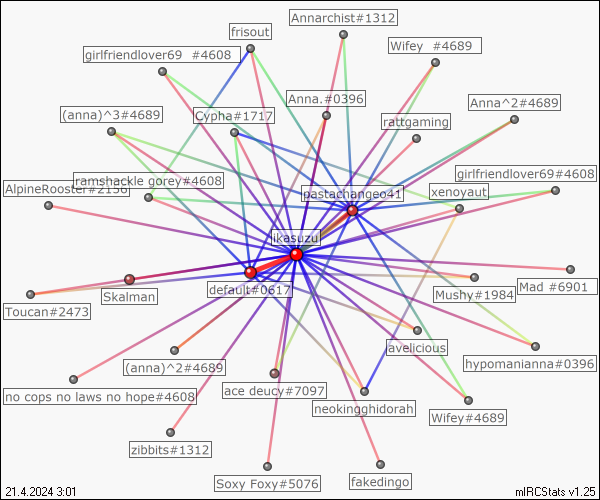 Annarchist#1312
frisout
Wifey #4689
girlfriendlover69 #4608
Anna.#0396
Anna^2#4689
(anna)^3#4689
Cypha#1717
rattgaming
girlfriendlover69#4608
ramshackle gorey#4608
AlpineRooster#2156
pastachangeo41
xenoyaut
ikasuzu
default#0617
Mad #6901
Mushy#1984
Skalman
Toucan#2473
avelicious
hypomanianna#0396
(anna)^2#4689
ace deucy#7097
no cops no laws no hope#4608
neokingghidorah
Wifey#4689
zibbits#1312
Soxy Foxy#5076
fakedingo
21.4.2024 3:01
mIRCStats v1.25